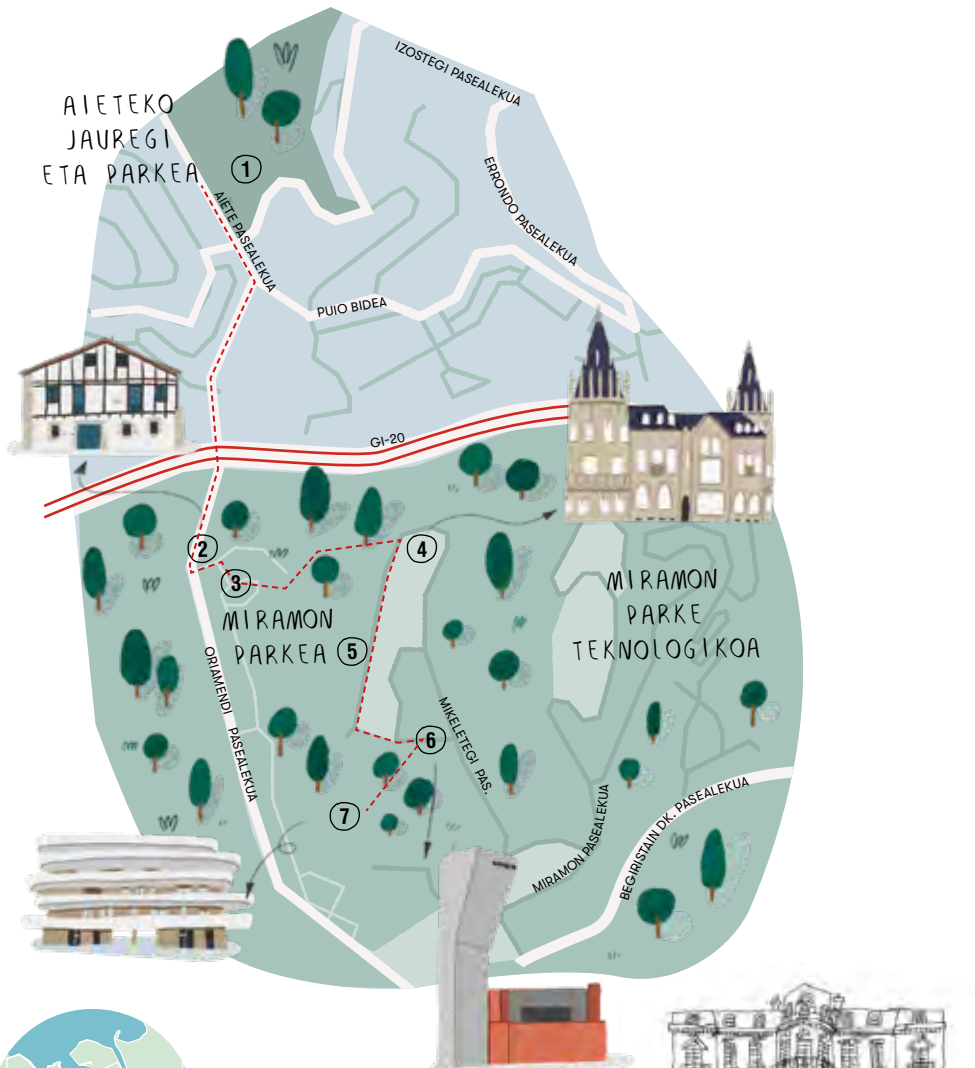 IZOSTEGI PASEALEKUA
AIETEKO
JAUREGI
ETA PARKEA
1
ERRONDO PASEALEKUA
AIETE PASEALEKUA
PUIO BIDEA
GI-20
2
4
3
MIRAMON
PARKEA
5
MIRAMON
PARKE
TEKNOLOGIKOA
ORIAMENDI PASEALEKUA
MIKELETEGI PAS.
6
7
MIRAMON PASEALEKUA
BEGIRISTAIN DK. PASEALEKUA